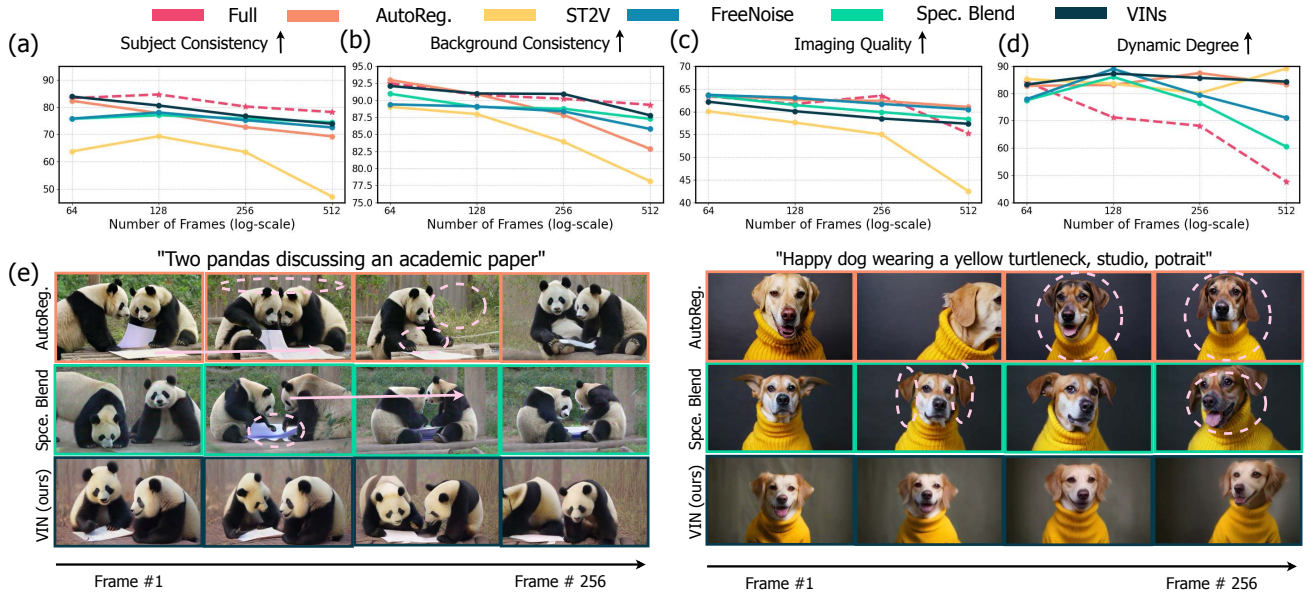 Full AutoReg. ST2V FreeNoise Spec. Blend VINs
(a) Subject Consistency ↑
95
90
80
70
60
50
64 128 256 512
Number of Frames (log-scale)
(b) Background Consistency ↑
95.0
92.5
90.0
87.5
85.0
82.5
80.0
77.5
75.0
64 128 256 512
Number of Frames (log-scale)
(c) Imaging Quality ↑
70
65
60
55
50
45
40
64 128 256 512
Number of Frames (log-scale)
(d) Dynamic Degree ↑
90
80
70
60
50
40
64 128 256 512
Number of Frames (log-scale)
(e)
"Two pandas discussing an academic paper"
AutoReg.
Spce. Blend
VIN (ours)
Frame #1 Frame # 256
"Happy dog wearing a yellow turtleneck, studio, potrait"
AutoReg.
Spce. Blend
VIN (ours)
Frame #1 Frame # 256